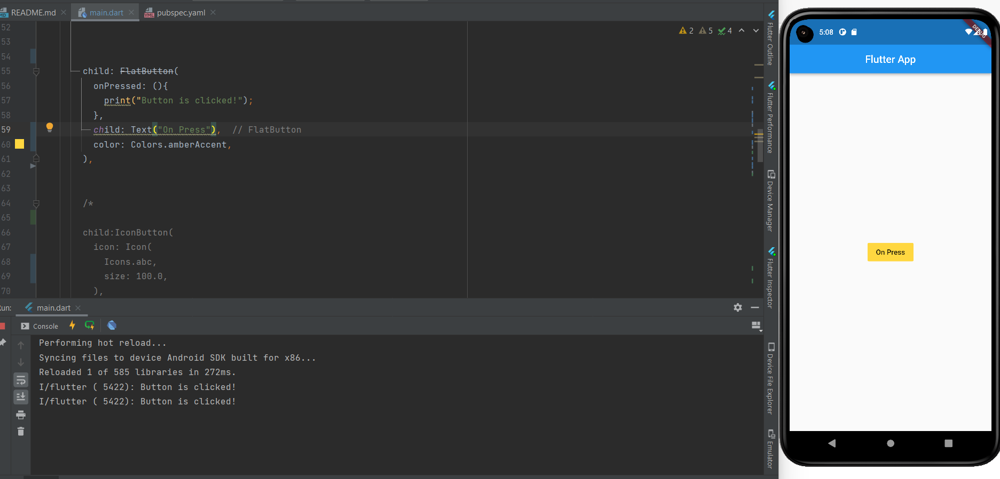 README.md
main.dart
pubspec.yaml
2 5 4
52
53
54
55 child: FlatButton(
56 onPressed: (){
57 print("Button is clicked!");
58 },
59 child: Text("On Press"), // FlatButton
60 color: Colors.amberAccent,
61 ),
62
63
64 /*
65
66 child:IconButton(
67 icon: Icon(
68 Icons.abc,
69 size: 100.0,
70 ),
Run: main.dart
Console
Performing hot reload...
Syncing files to device Android SDK built for x86...
Reloaded 1 of 585 libraries in 272ms.
I/flutter ( 5422): Button is clicked!
I/flutter ( 5422): Button is clicked!
Flutter Outline
Flutter Performance
Device Manager
Flutter Inspector
Device File Explorer
Emulator
5:08
DEBUG
Flutter App
On Press